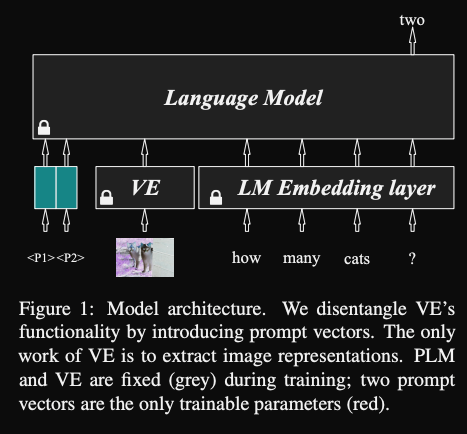 two
Language Model
VE
LM Embedding layer
<P1> <P2>
how many cats ?
Figure 1: Model architecture. We disentangle VE's
functionality by introducing prompt vectors. The only
work of VE is to extract image representations. PLM
and VE are fixed (grey) during training; two prompt
vectors are the only trainable parameters (red).